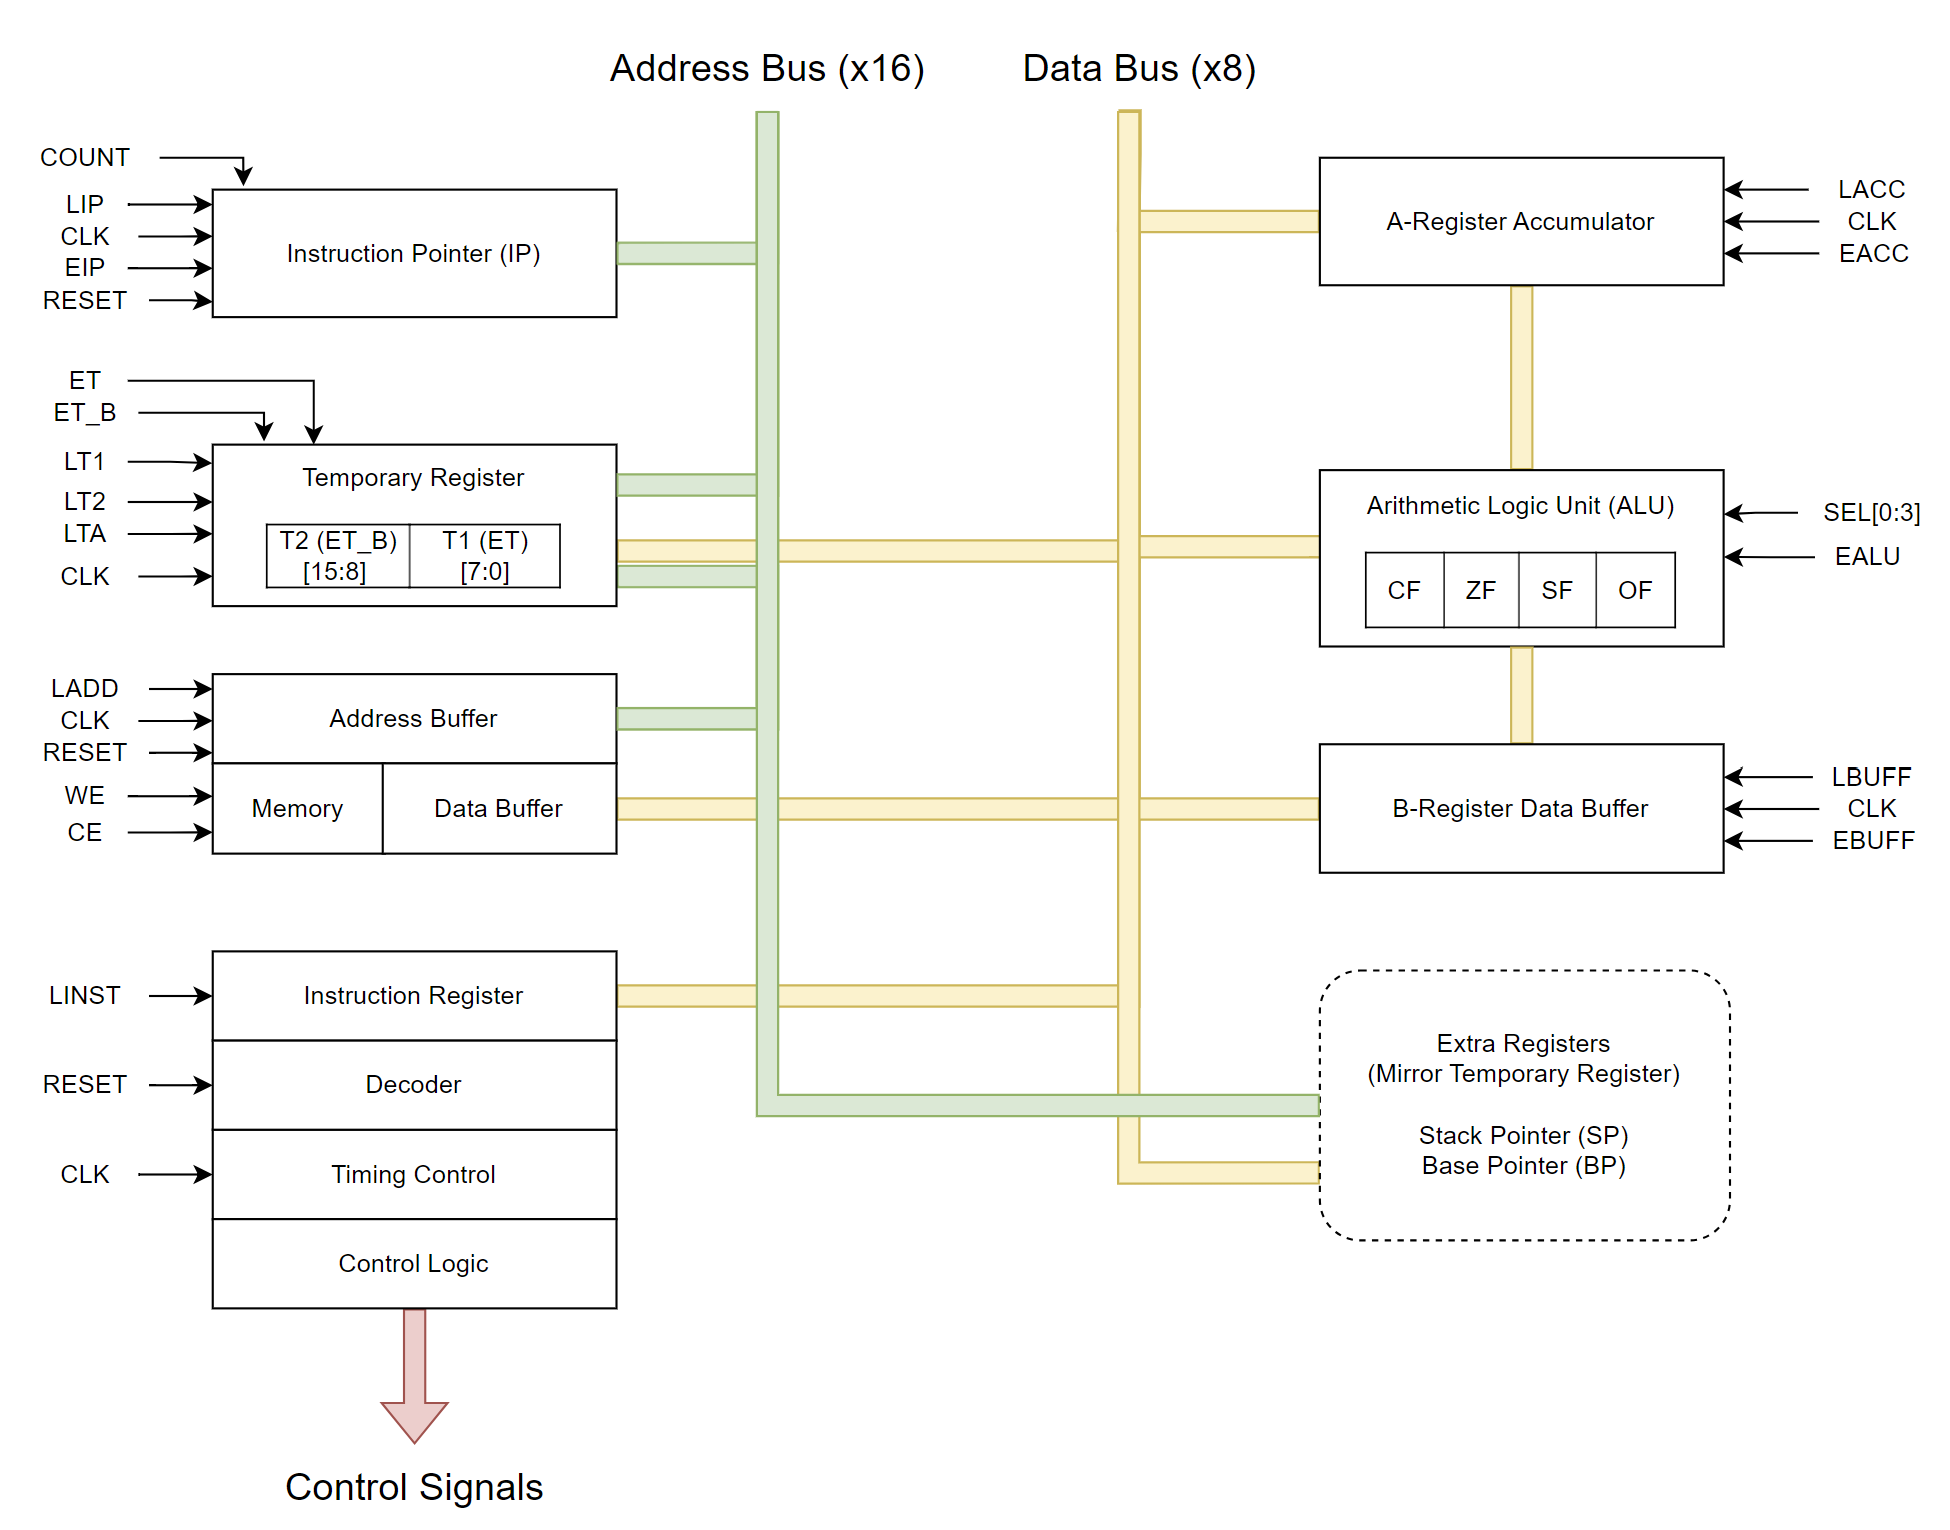 Address Bus (x16)
Data Bus (x8)
COUNT
LIP
CLK
EIP
RESET
Instruction Pointer (IP)
ET
ET_B
LT1
LT2
LTA
CLK
Temporary Register
T2 (ET_B)
[15:8]
T1 (ET)
[7:0]
LADD
CLK
RESET
WE
CE
Address Buffer
Memory
Data Buffer
LINST
RESET
CLK
Instruction Register
Decoder
Timing Control
Control Logic
Control Signals
A-Register Accumulator
LACC
CLK
EACC
Arithmetic Logic Unit (ALU)
CF
ZF
SF
OF
SEL[0:3]
EALU
B-Register Data Buffer
LBUFF
CLK
EBUFF
Extra Registers
(Mirror Temporary Register)
Stack Pointer (SP)
Base Pointer (BP)